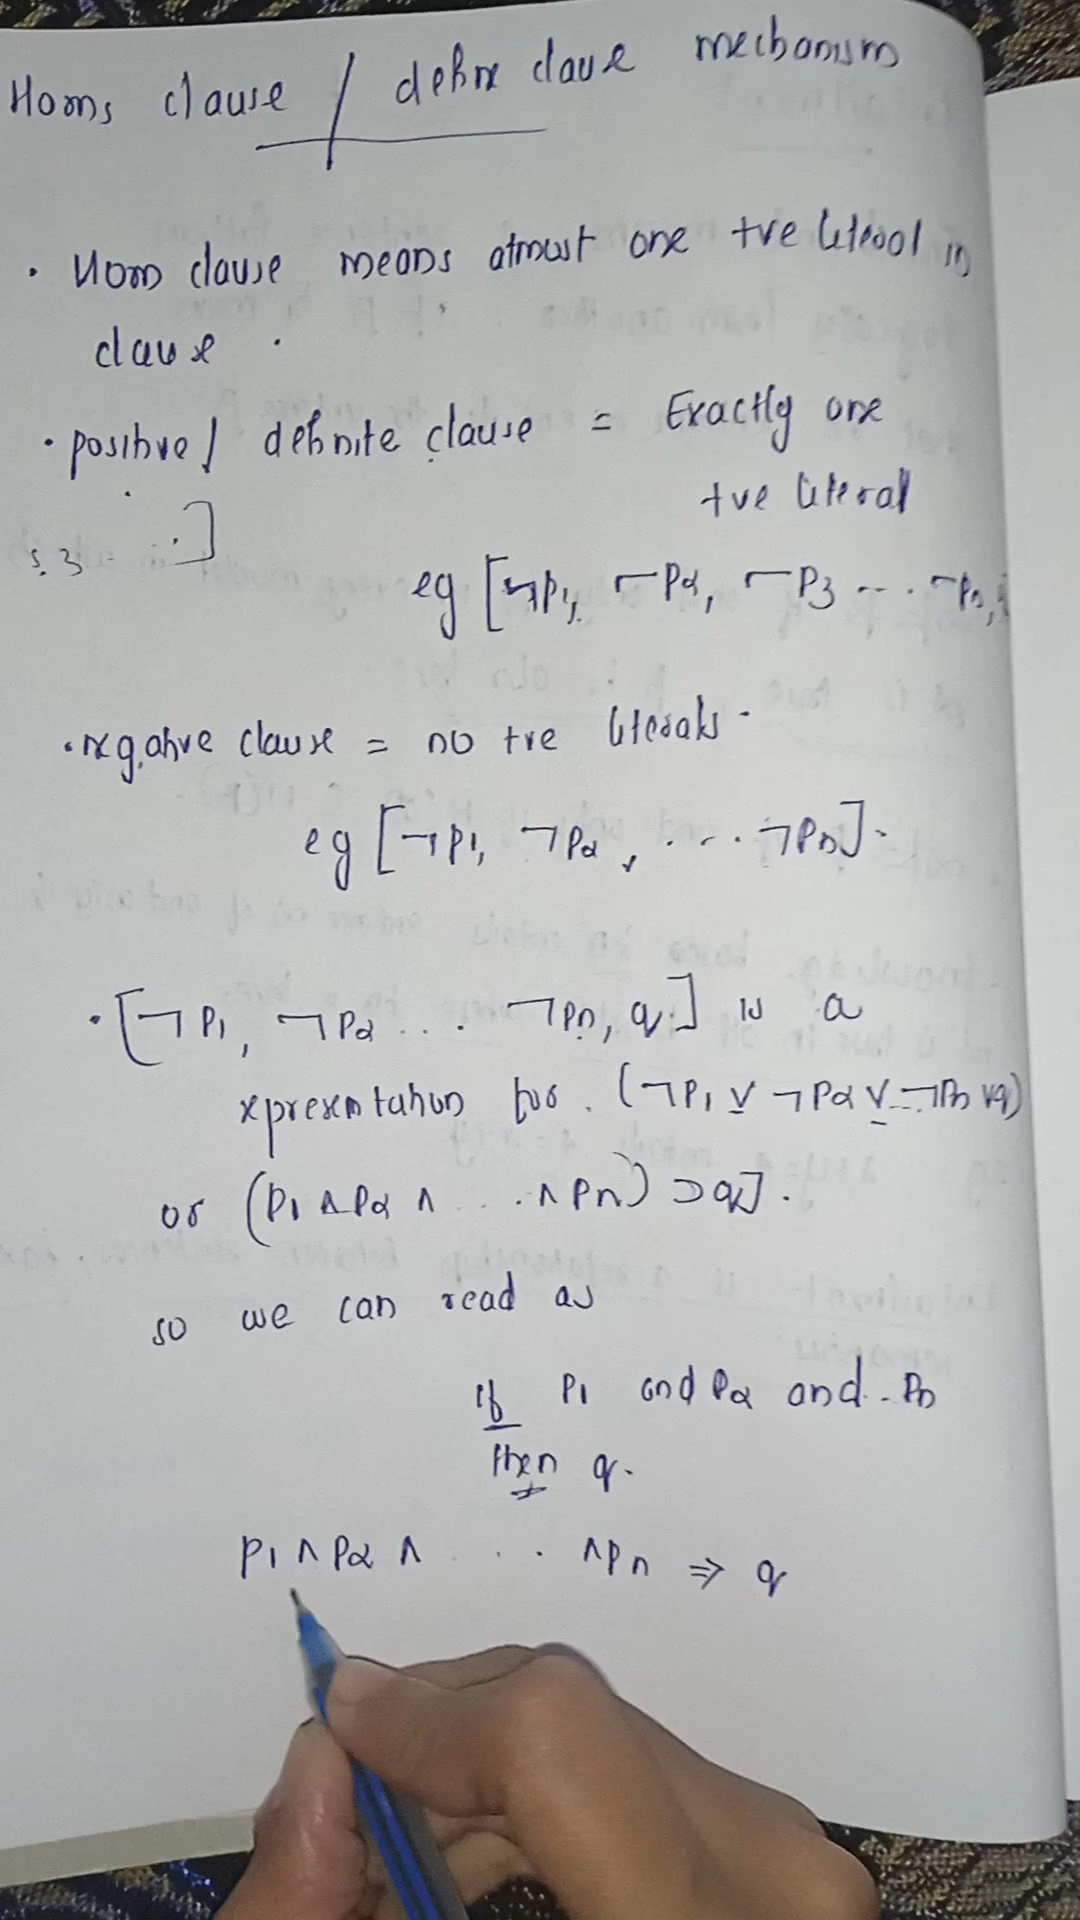 Horns clause / define clause mechanism
• Horn clause means atmost one +ve literal in
clause .
• positive / definite clause = Exactly one
+ve literal
eg [¬P1, ¬P2, ¬P3 ... ¬Pn,
• negative clause = no +ve literals.
eg [¬P1, ¬P2, .... ¬Pn].
• [¬P1, ¬P2 ... ¬Pn, q] is a
representation for. (¬P1 ∨ ¬P2 ∨ ... ¬Pn ∨ q)
or (P1 ∧ P2 ∧ ... ∧ Pn) ⊃ q].
so we can read as
If P1 and P2 and .. Pn
then q.
P1 ∧ P2 ∧ ... ∧ Pn ⇒ q